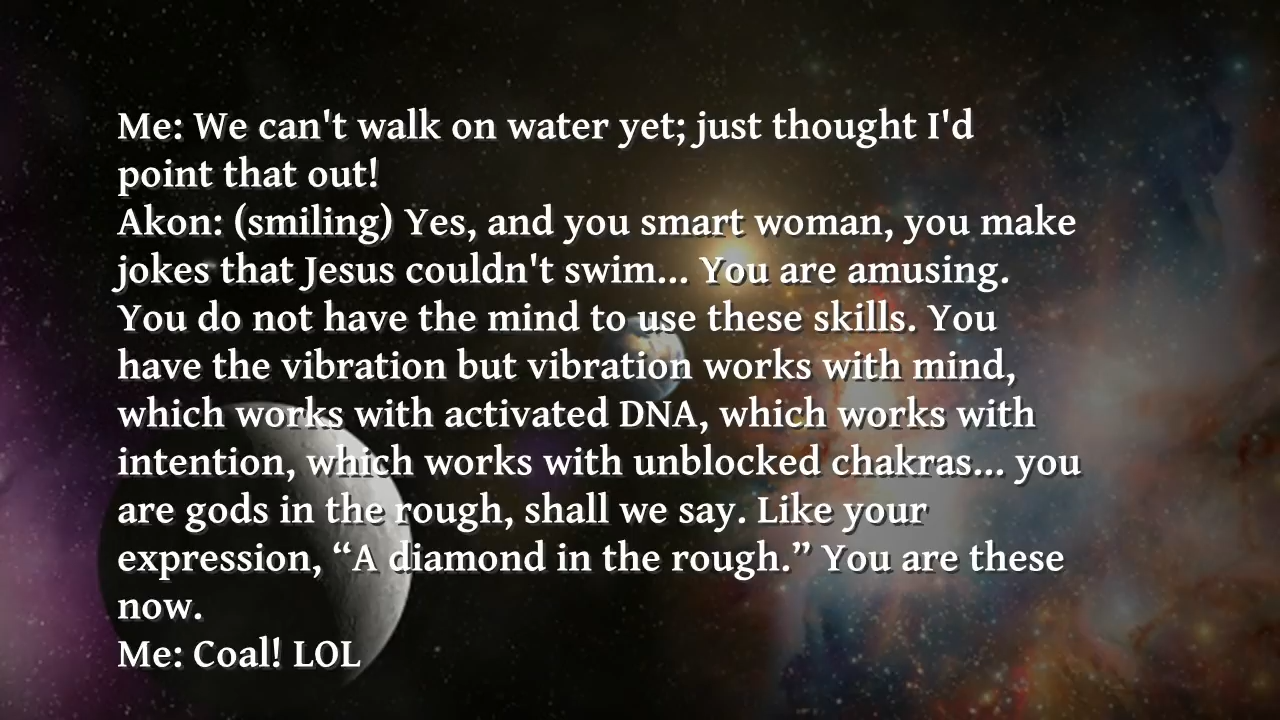 Me: We can't walk on water yet; just thought I'd
point that out!
Akon: (smiling) Yes, and you smart woman, you make
jokes that Jesus couldn't swim... You are amusing.
You do not have the mind to use these skills. You
have the vibration but vibration works with mind,
which works with activated DNA, which works with
intention, which works with unblocked chakras... you
are gods in the rough, shall we say. Like your
expression, “A diamond in the rough.” You are these
now.
Me: Coal! LOL